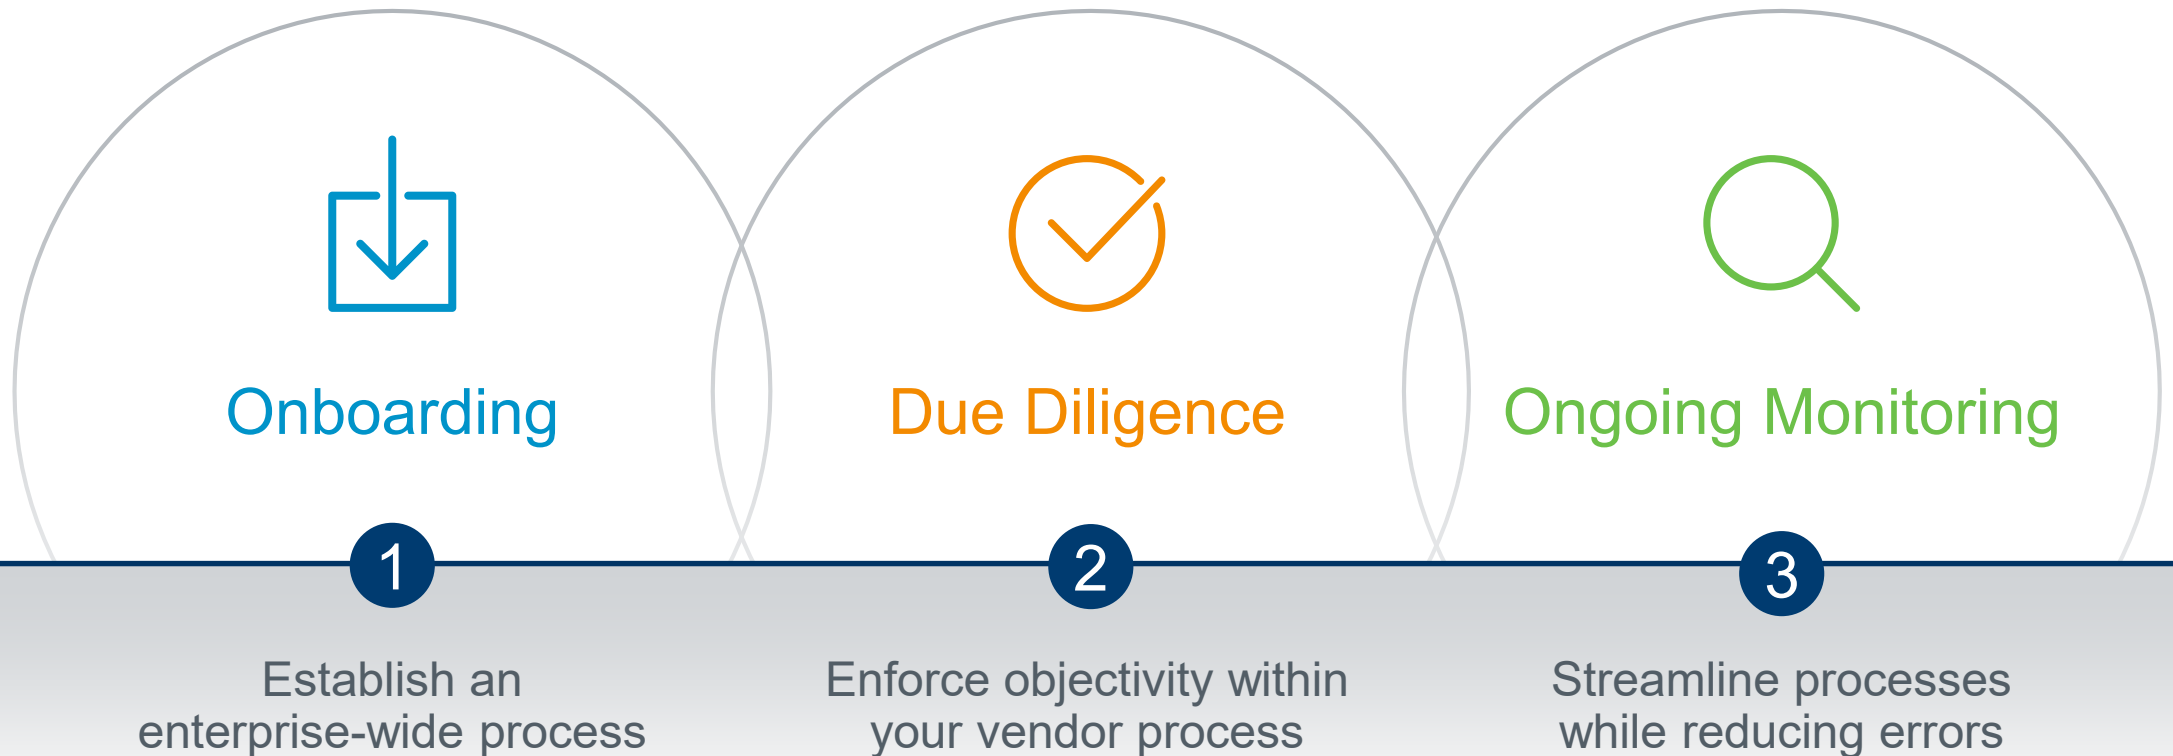 Onboarding
Due Diligence
Ongoing Monitoring
1
2
3
Establish an
enterprise-wide process
Enforce objectivity within
your vendor process
Streamline processes
while reducing errors